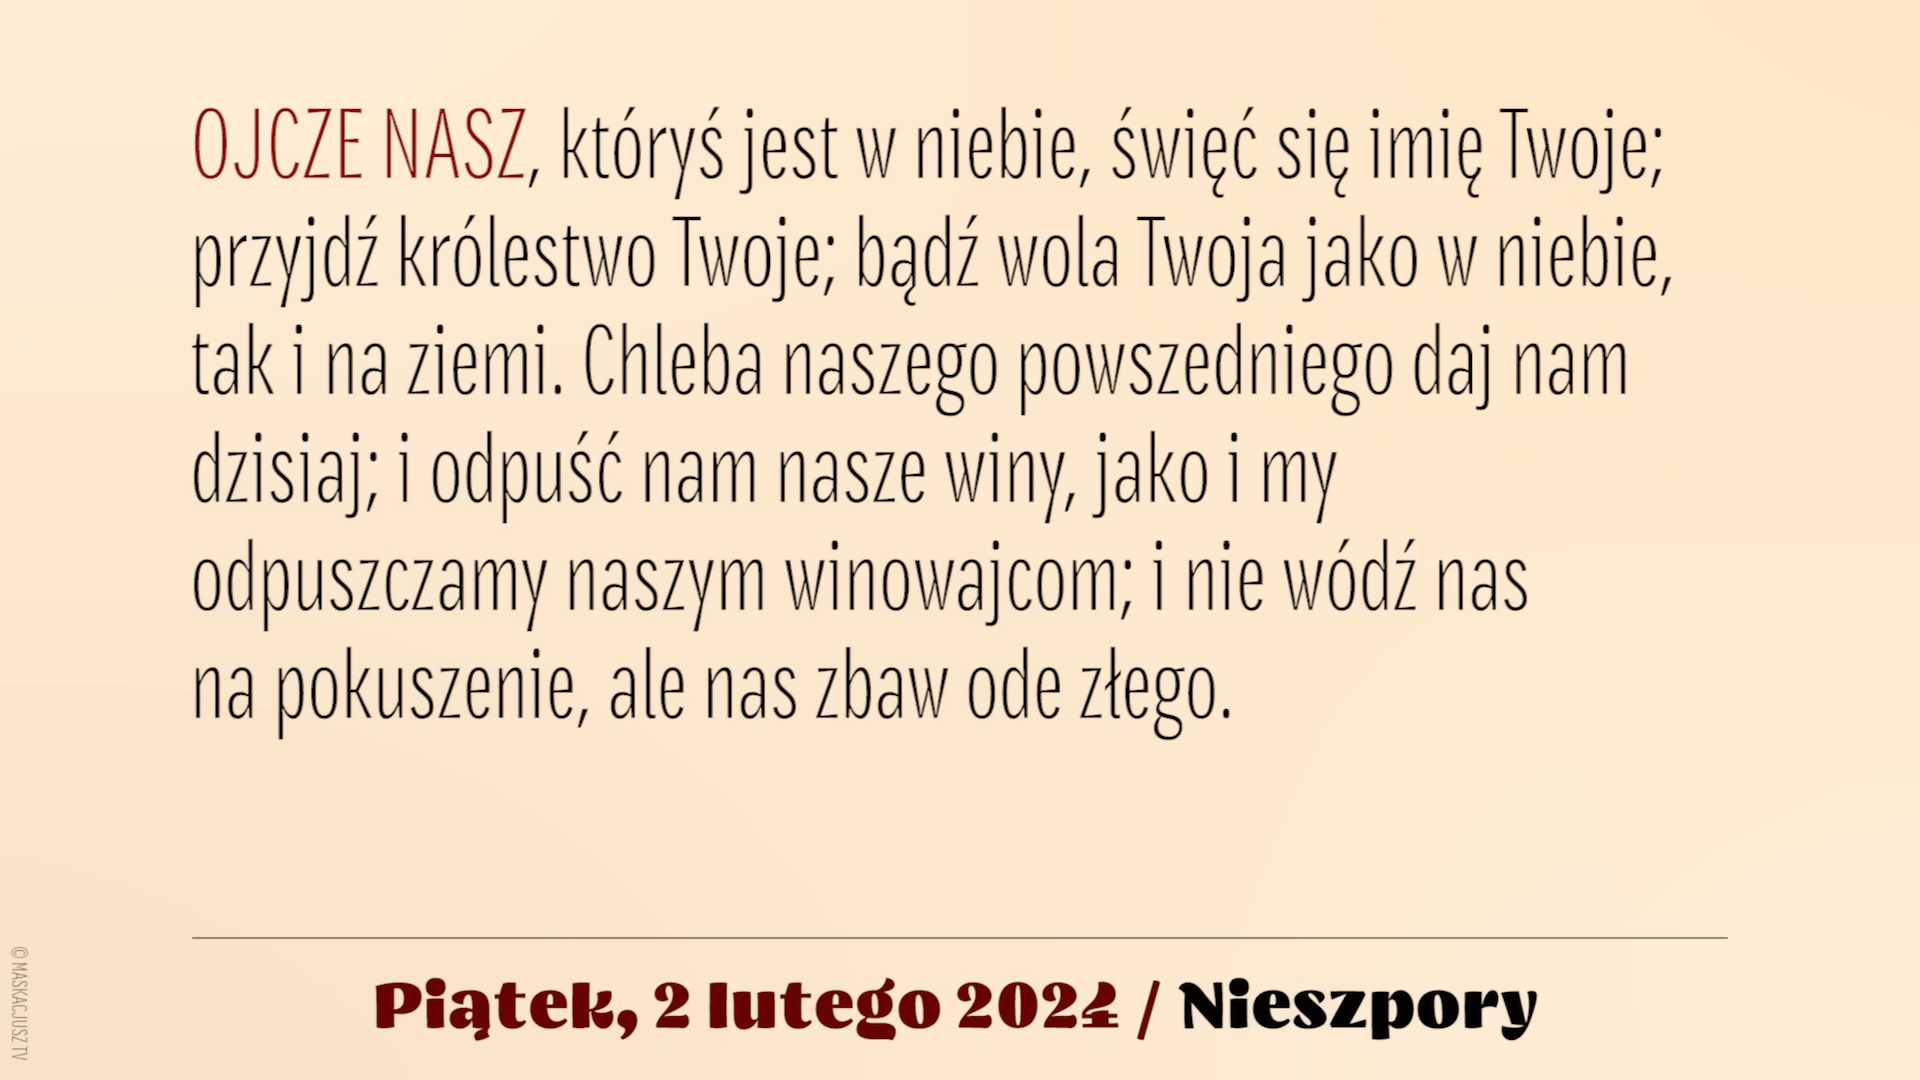 OJCZE NASZ, któryś jest w niebie, święć się imię Twoje;
przyjdź królestwo Twoje; bądź wola Twoja jako w niebie,
tak i na ziemi. Chleba naszego powszedniego daj nam
dzisiaj; i odpuść nam nasze winy, jako i my
odpuszczamy naszym winowajcom; i nie wódź nas
na pokuszenie, ale nas zbaw ode złego.
Piątek, 2 lutego 2024 / Nieszpory
© MASKACJUSZ TV